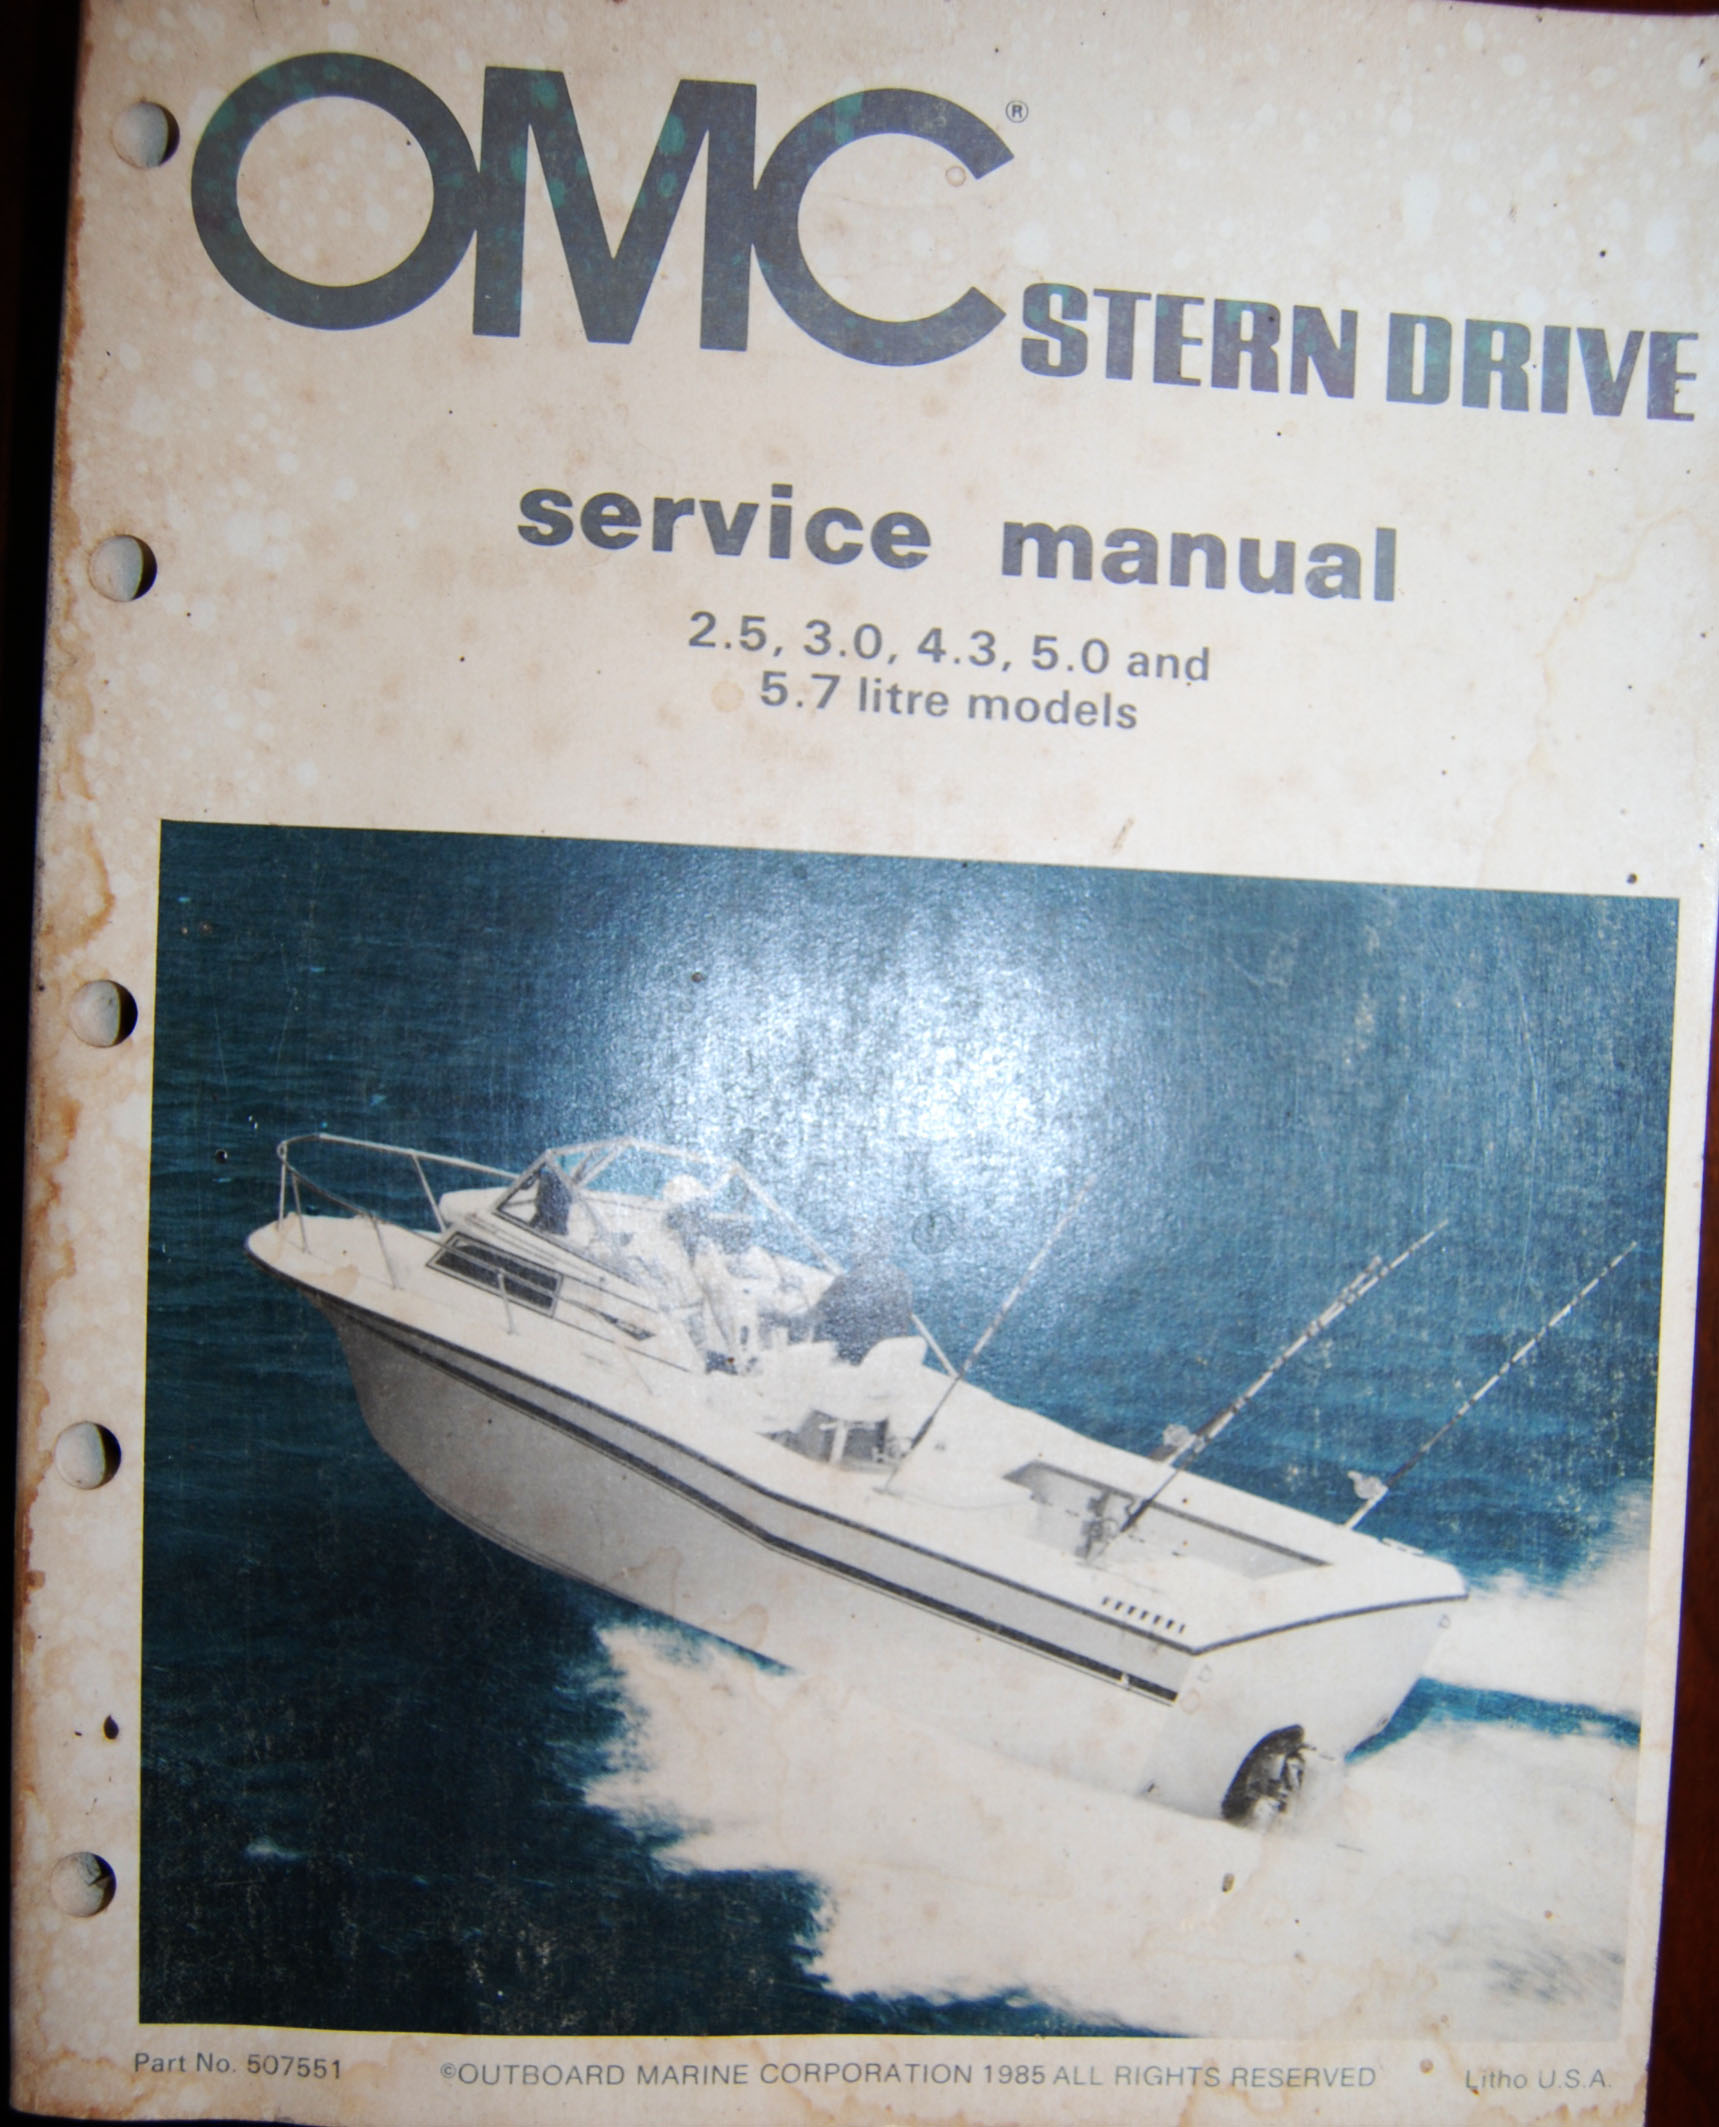 OMC® STERN DRIVE
service manual
2.5, 3.0, 4.3, 5.0 and
5.7 litre models
Part No. 507551 ©OUTBOARD MARINE CORPORATION 1985 ALL RIGHTS RESERVED Litho U.S.A.